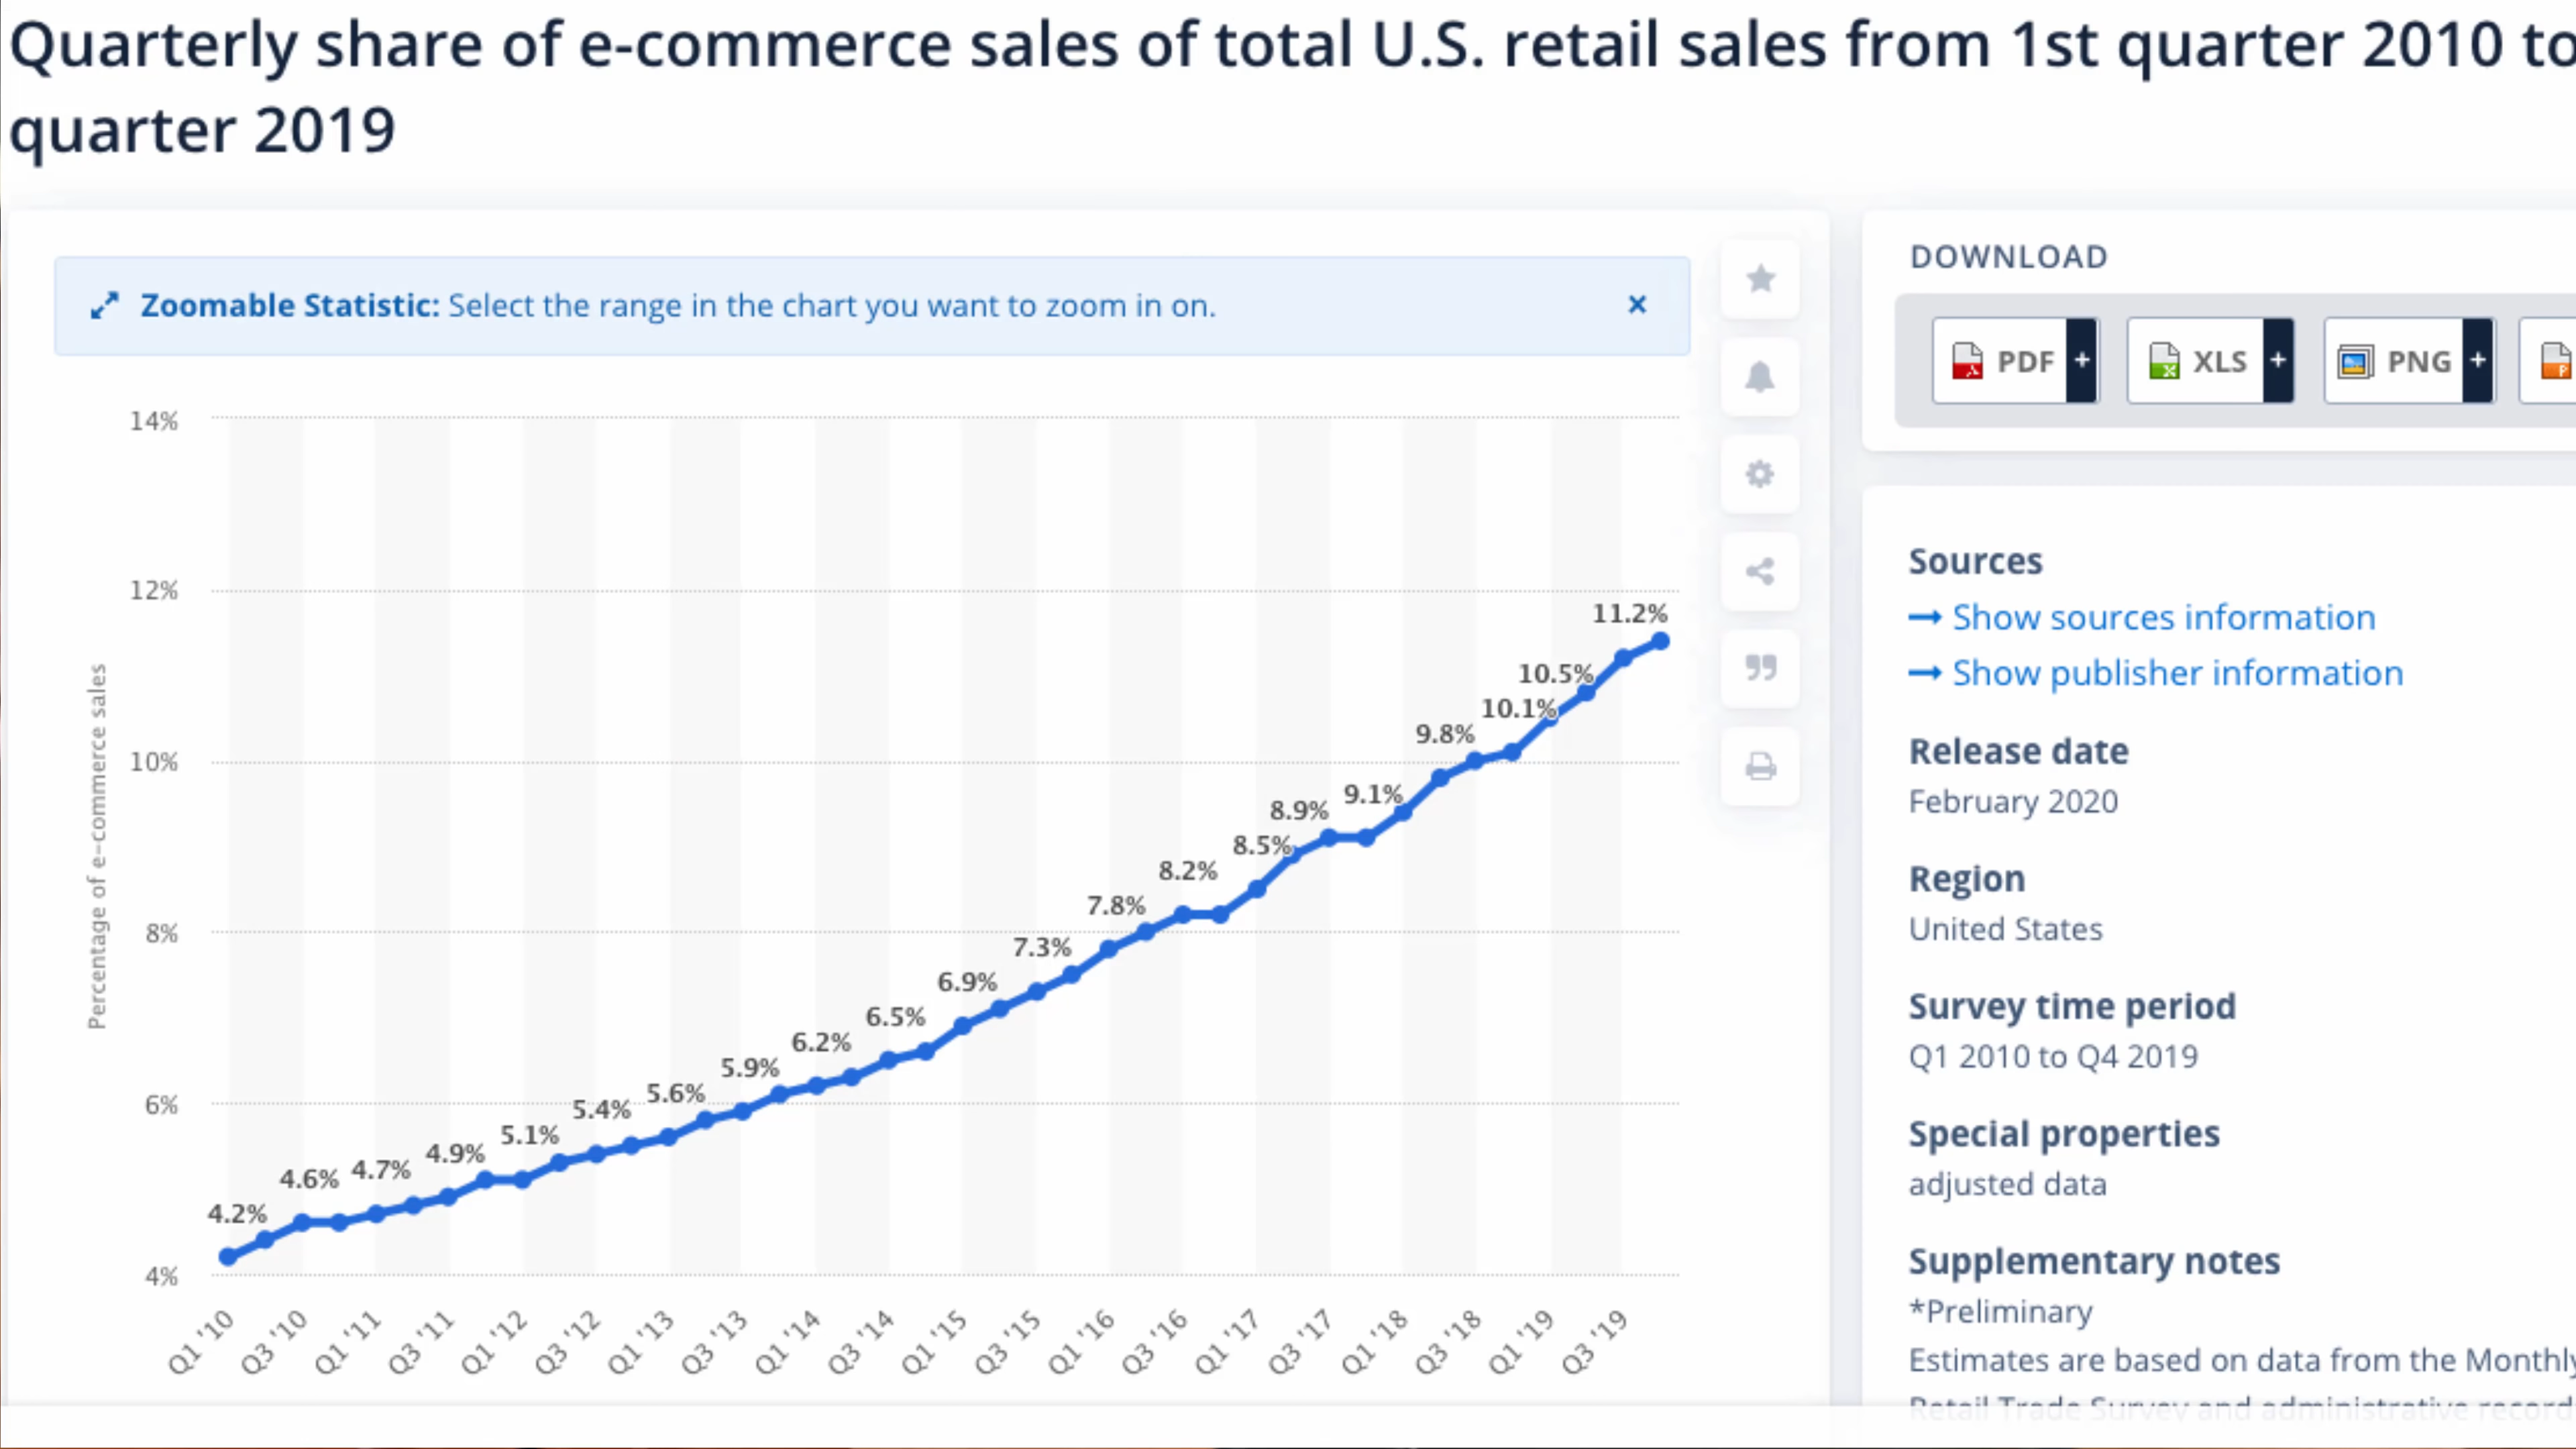 Quarterly share of e-commerce sales of total U.S. retail sales from 1st quarter 2010 to
quarter 2019
Zoomable Statistic: Select the range in the chart you want to zoom in on.
×
14%
12%
10%
8%
6%
4%
Percentage of e-commerce sales
4.2%
4.6%
4.7%
4.9%
5.1%
5.4%
5.6%
5.9%
6.2%
6.5%
6.9%
7.3%
7.8%
8.2%
8.5%
8.9%
9.1%
9.8%
10.1%
10.5%
11.2%
Q1 '10
Q3 '10
Q1 '11
Q3 '11
Q1 '12
Q3 '12
Q1 '13
Q3 '13
Q1 '14
Q3 '14
Q1 '15
Q3 '15
Q1 '16
Q3 '16
Q1 '17
Q3 '17
Q1 '18
Q3 '18
Q1 '19
Q3 '19
DOWNLOAD
PDF + XLS + PNG +
Sources
→ Show sources information
→ Show publisher information
Release date
February 2020
Region
United States
Survey time period
Q1 2010 to Q4 2019
Special properties
adjusted data
Supplementary notes
*Preliminary
Estimates are based on data from the Monthly
Retail Trade Survey and administrative record